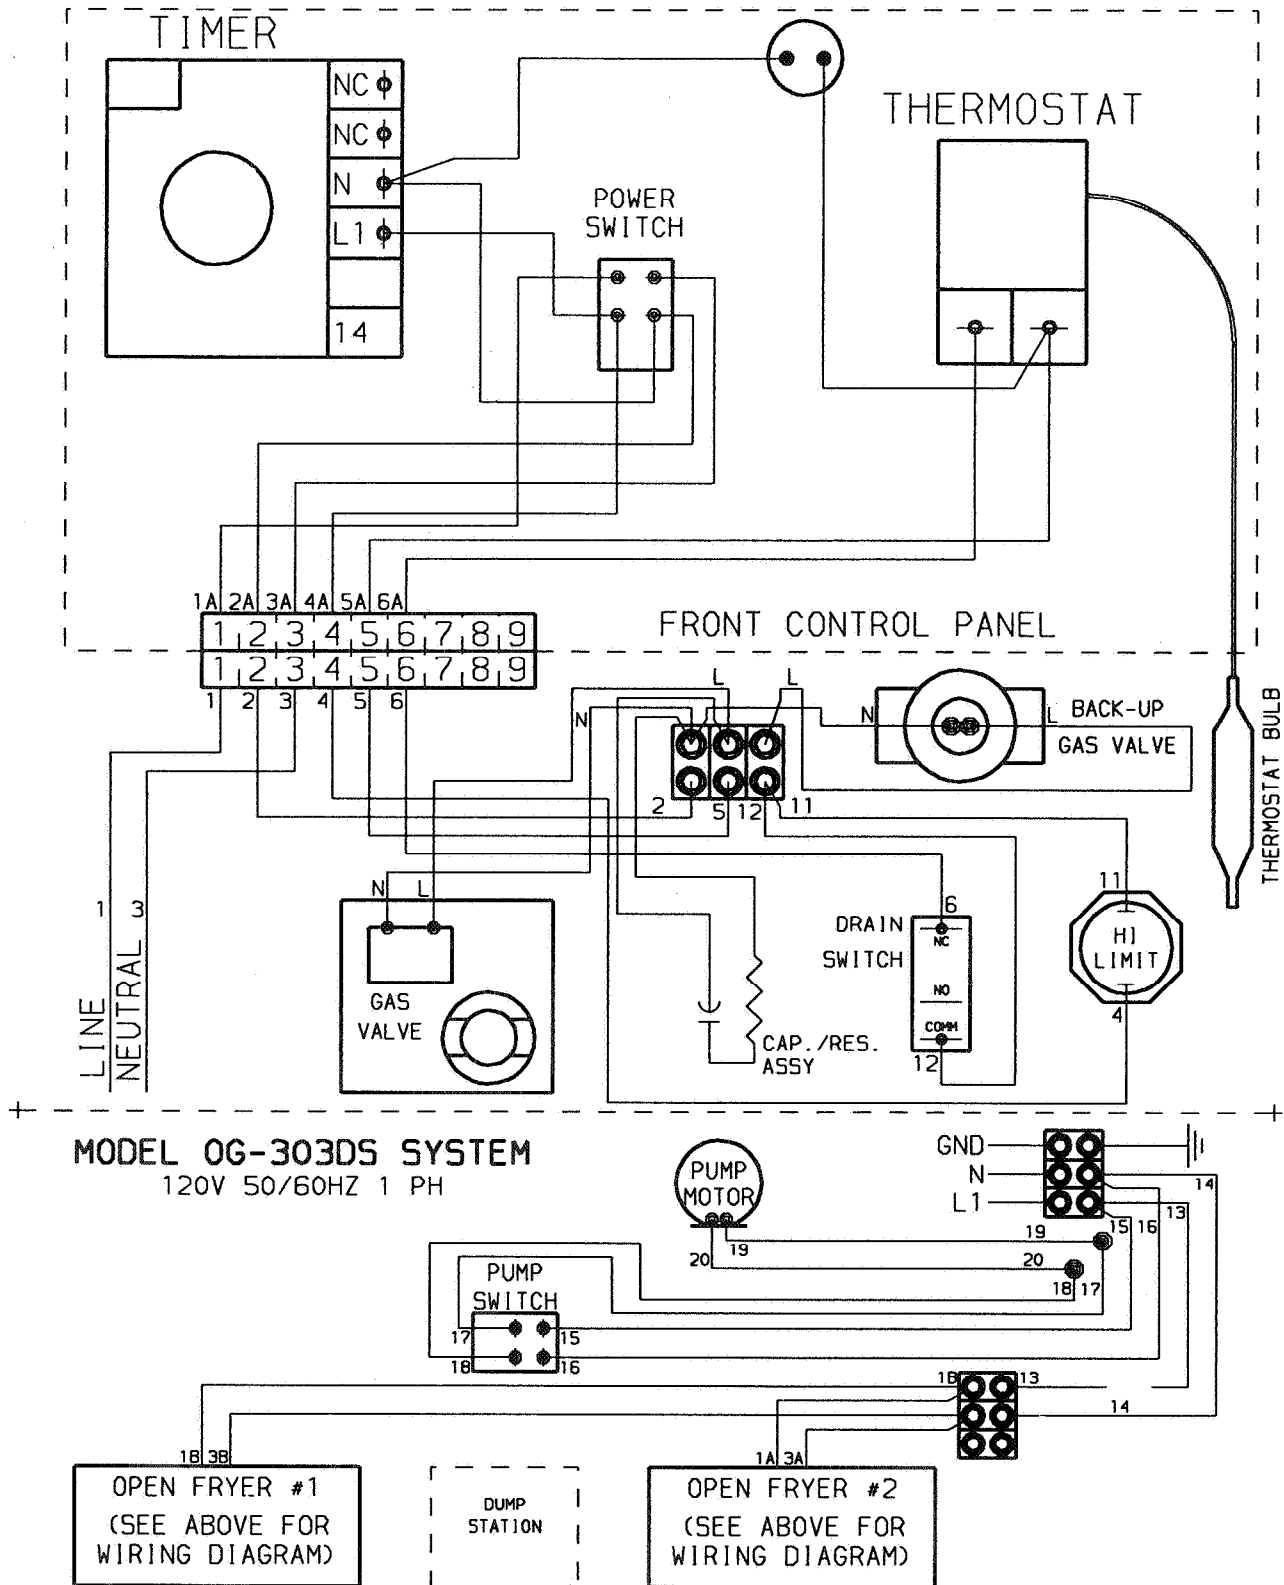 TIMER
NC
NC
N
L1
14
THERMOSTAT
POWER
SWITCH
1A 2A 3A 4A 5A 6A
1 2 3 4 5 6 7 8 9
1 2 3 4 5 6 7 8 9
FRONT CONTROL PANEL
1 2 3 4 5 6
N
L
L
N
L
BACK-UP
GAS VALVE
THERMOSTAT BULB
2
5
12
11
N
L
GAS
VALVE
1
3
LINE
NEUTRAL
CAP./RES.
ASSY
DRAIN
SWITCH
6
NC
NO
COMM
12
11
HI
LIMIT
4
MODEL OG-303DS SYSTEM
120V 50/60HZ 1 PH
PUMP
MOTOR
GND
N
L1
14
13
15
16
19
19
20
20
18
17
PUMP
SWITCH
17
15
18
16
1B
13
14
1B 3B
1A 3A
OPEN FRYER #1
(SEE ABOVE FOR
WIRING DIAGRAM)
DUMP
STATION
OPEN FRYER #2
(SEE ABOVE FOR
WIRING DIAGRAM)